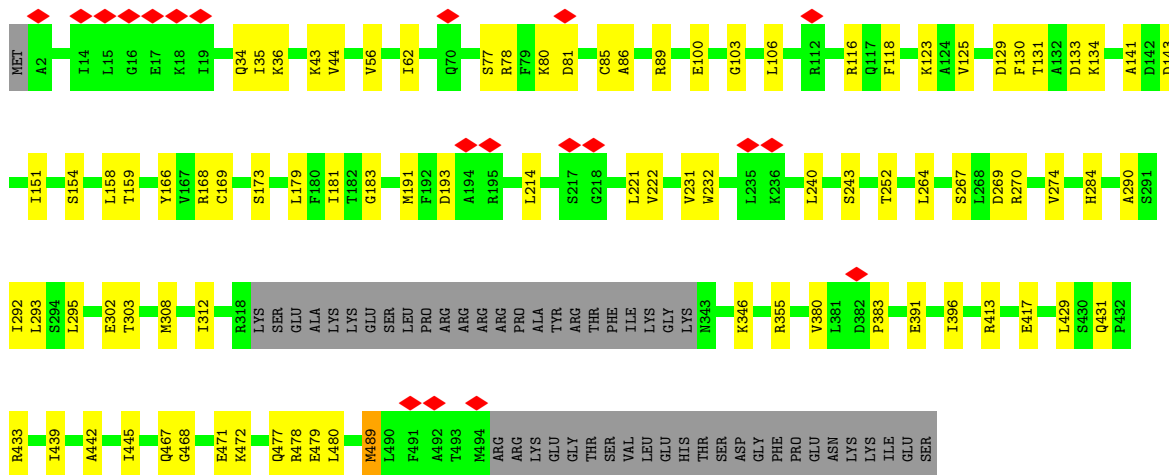 MET A2 I14 L15 G16 E17 K18 I19 Q34 I35 K36 K43 V44 V56 I62 Q70 S77 R78 F79 K80 D81 C85 A86 R89 E100 G103 L106 R112 R116 Q117 F118 K123 A124 V125 D129 F130 T131 A132 D133 K134 A141 D142 D143
I151 S154 L158 T159 Y166 V167 R168 C169 S173 L179 F180 I181 T182 G183 M191 F192 D193 A194 R195 L214 S217 G218 L221 V222 V231 W232 L235 K236 L240 S243 T252 L264 S267 L268 D269 R270 V274 H284 A290 S291
I292 L293 S294 L295 E302 T303 M308 I312 R318 LYS SER GLU ALA LYS LYS GLU SER LEU PRO ARG ARG ARG ARG PRO ALA TYR ARG THR PHE ILE LYS GLY LYS N343 K346 R355 V380 L381 D382 P383 E391 I396 R413 E417 L429 S430 Q431 P432
R433 I439 A442 I445 Q467 G468 E471 K472 Q477 R478 E479 L480 M489 L490 F491 A492 T493 M494 ARG ARG LYS GLU GLY THR SER VAL LEU GLU HIS THR SER ASP GLY PHE PRO GLU ASN LYS LYS ILE GLU SER